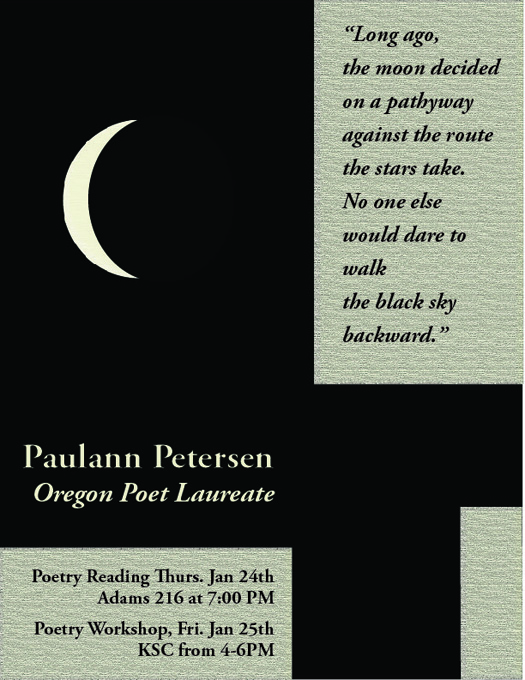 “Long ago,
the moon decided
on a pathyway
against the route
the stars take.
No one else
would dare to
walk
the black sky
backward.”
Paulann Petersen
Oregon Poet Laureate
Poetry Reading Thurs. Jan 24th
Adams 216 at 7:00 PM
Poetry Workshop, Fri. Jan 25th
KSC from 4-6PM